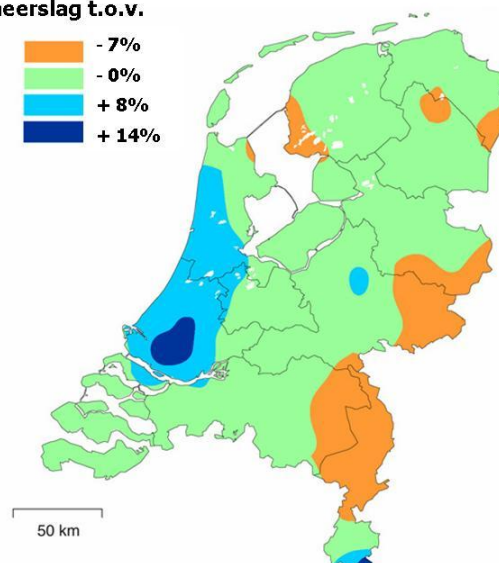 neerslag t.o.v.
- 7%
- 0%
+ 8%
+ 14%
50 km